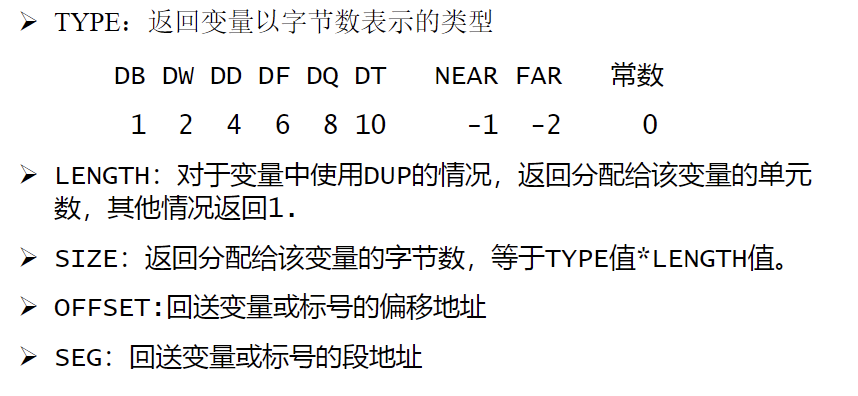 ➢ TYPE：返回变量以字节数表示的类型
DB DW DD DF DQ DT NEAR FAR 常数
1 2 4 6 8 10 -1 -2 0
➢ LENGTH：对于变量中使用DUP的情况，返回分配给该变量的单元
数，其他情况返回1.
➢ SIZE：返回分配给该变量的字节数，等于TYPE值*LENGTH值。
➢ OFFSET:回送变量或标号的偏移地址
➢ SEG：回送变量或标号的段地址